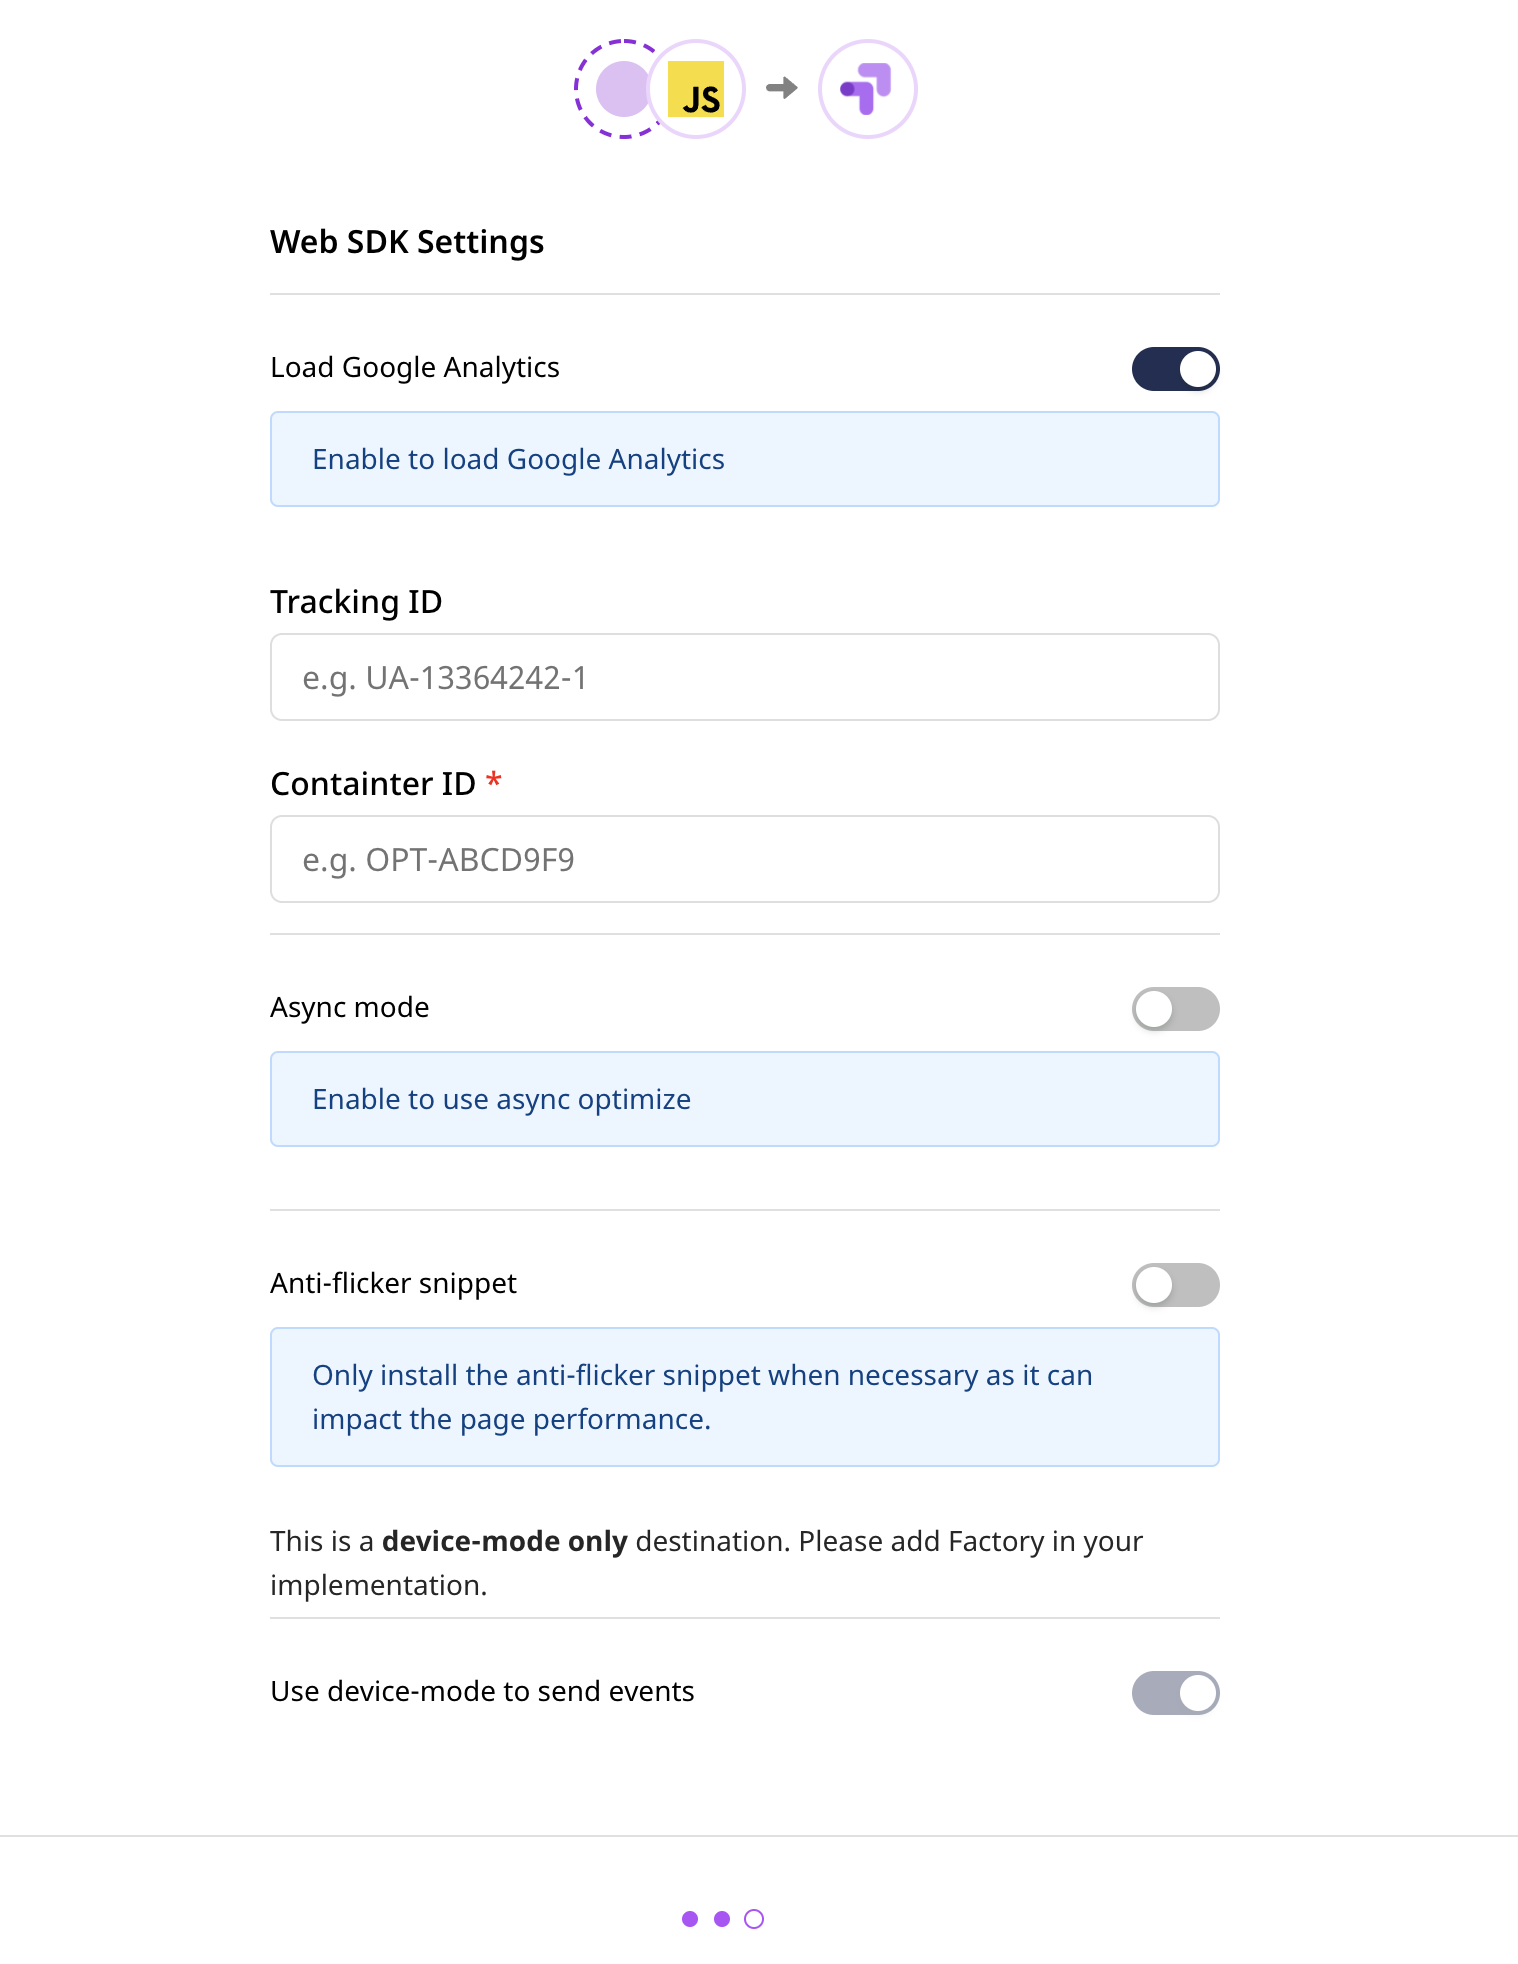 JS
Web SDK Settings
Load Google Analytics
Enable to load Google Analytics
Tracking ID
e.g. UA-13364242-1
Containter ID *
e.g. OPT-ABCD9F9
Async mode
Enable to use async optimize
Anti-flicker snippet
Only install the anti-flicker snippet when necessary as it can
impact the page performance.
This is a device-mode only destination. Please add Factory in your
implementation.
Use device-mode to send events